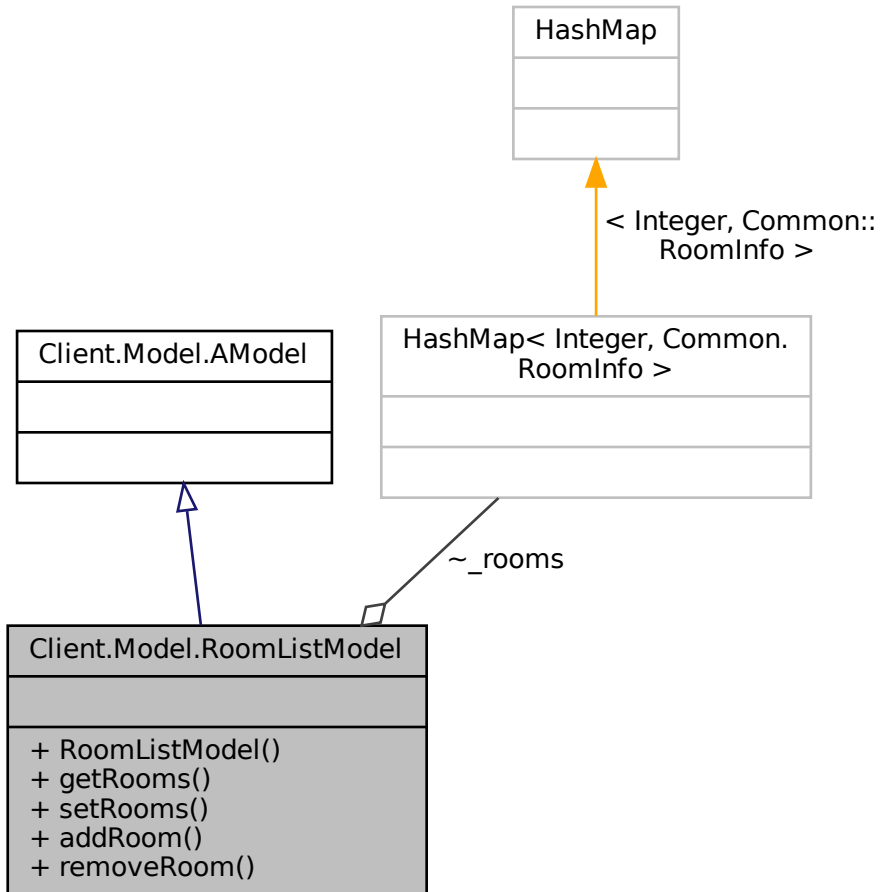 HashMap
< Integer, Common::
RoomInfo >
Client.Model.AModel
HashMap< Integer, Common.
RoomInfo >
~_rooms
Client.Model.RoomListModel
+ RoomListModel()
+ getRooms()
+ setRooms()
+ addRoom()
+ removeRoom()